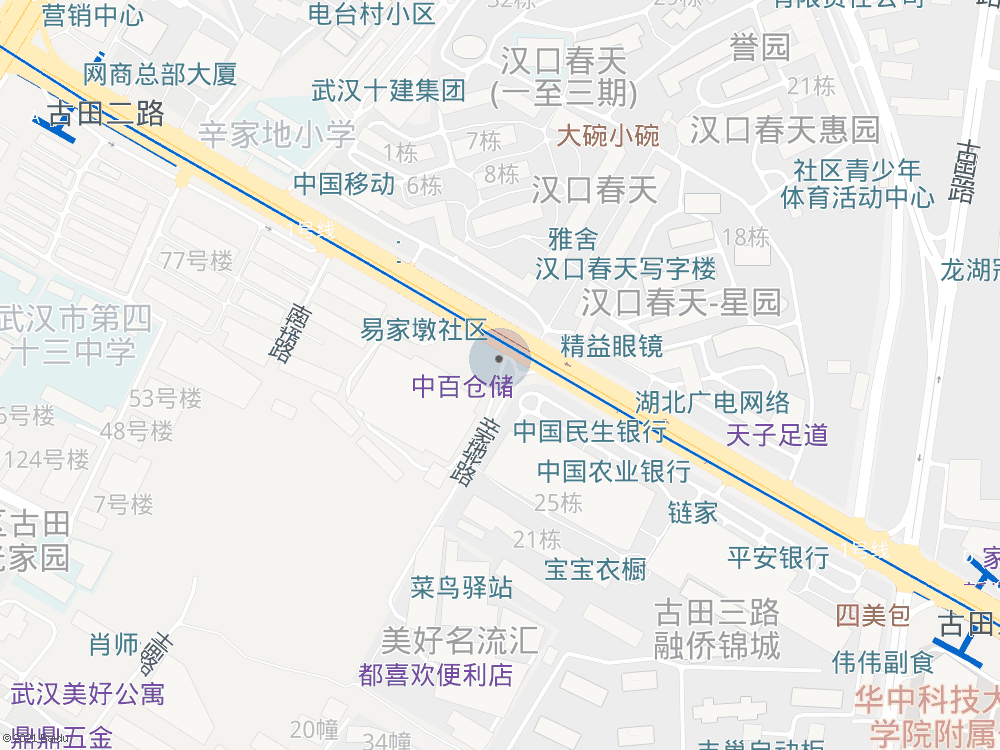 营销中心
电台村小区
32栋
有限责任公司
网商总部大厦
武汉十建集团
汉口春天
(一至三期)
誉园
21栋
古田二路
辛家地小学
1栋
7栋
大碗小碗
汉口春天惠园
中国移动
6栋
8栋
汉口春天
社区青少年
体育活动中心
1号线
雅舍
18栋
77号楼
汉口春天写字楼
龙湖冠
汉口春天-星园
武汉市第四
十三中学
易家墩社区
精益眼镜
53号楼
中百仓储
湖北广电网络
48号楼
中国民生银行
天子足道
124号楼
中国农业银行
7号楼
25栋
链家
区古田
21栋
1号线
平安银行
宝宝衣橱
菜鸟驿站
四美包
古田三路
融侨锦城
古田
美好名流汇
肖师
伟伟副食
都喜欢便利店
武汉美好公寓
华中科技大
学院附属
20幢
34幢
鼎鼎五金